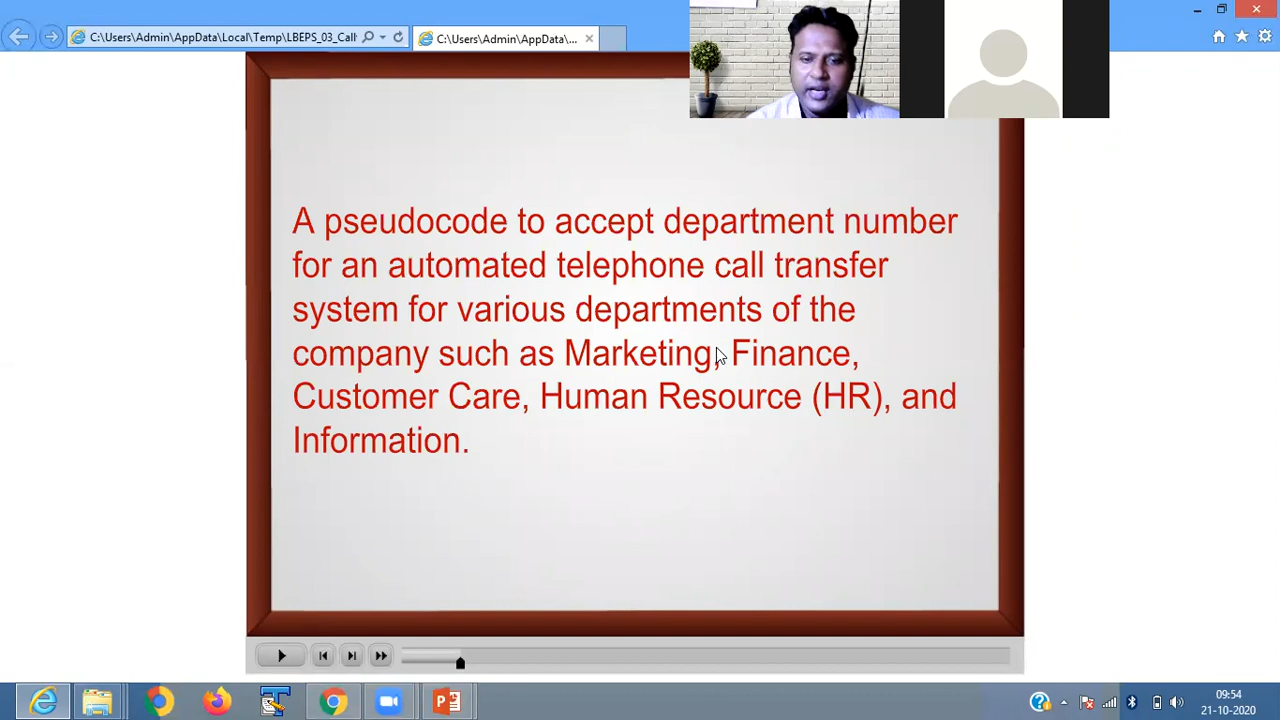 C:\Users\Admin\AppData\Local\Temp\LBEPS_03_Call
C:\Users\Admin\AppData\...
A pseudocode to accept department number
for an automated telephone call transfer
system for various departments of the
company such as Marketing, Finance,
Customer Care, Human Resource (HR), and
Information.
09:54
21-10-2020